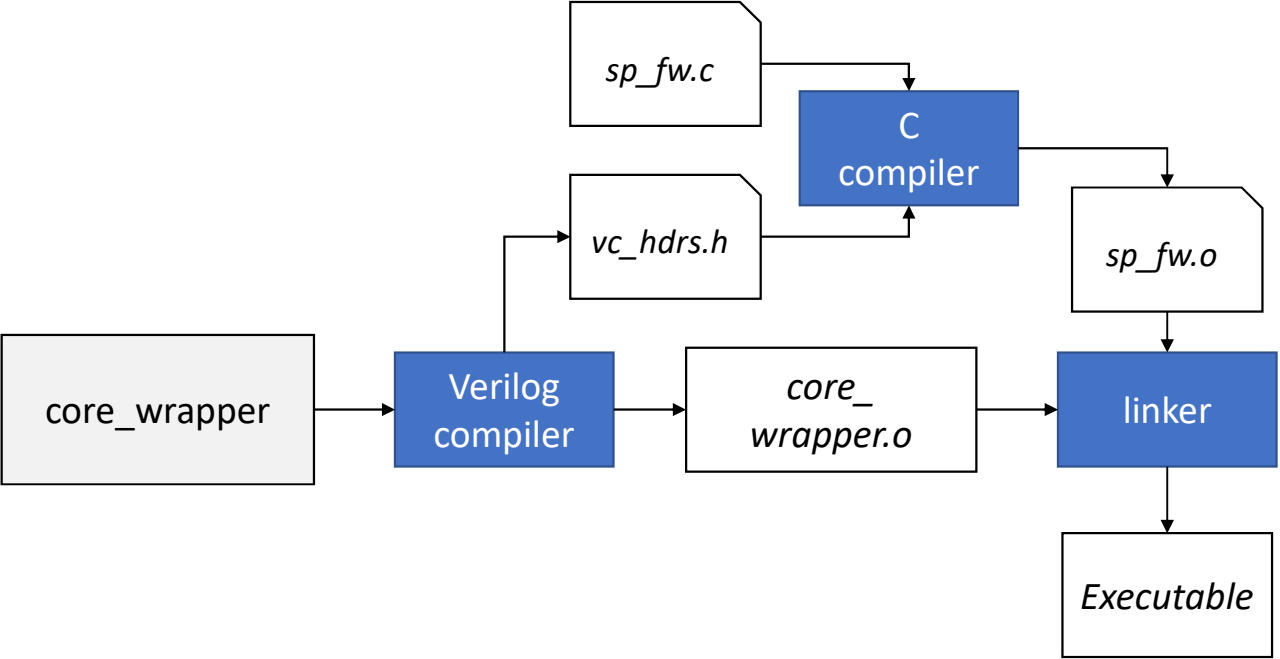 sp_fw.c
C
compiler
vc_hdrs.h
sp_fw.o
core_wrapper
Verilog
compiler
core_
wrapper.o
linker
Executable